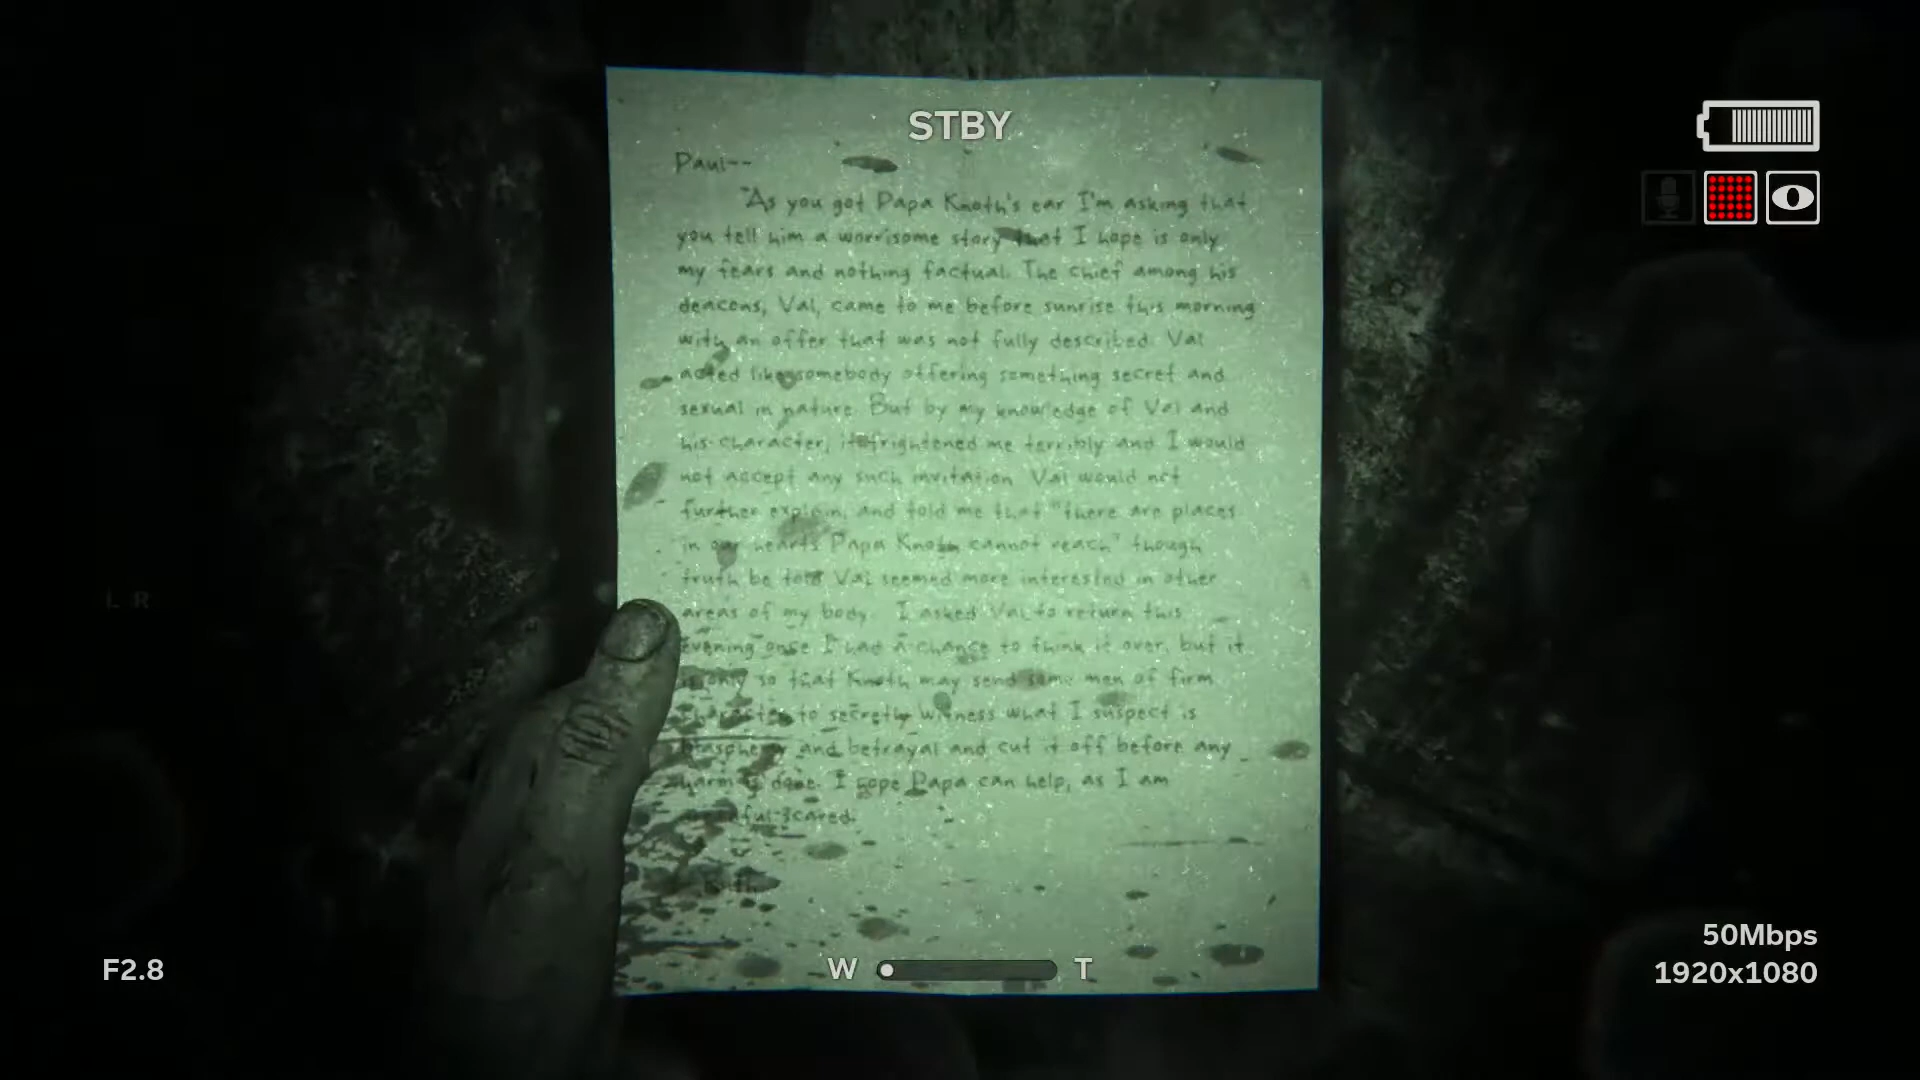 STBY
Paul--
"As you got Papa Knoth's ear I'm asking that
you tell him a worrisome story that I hope is only
my fears and nothing factual. The chief among his
deacons, Val, came to me before sunrise this morning
with an offer that was not fully described. Val
acted like somebody offering something secret and
sexual in nature. But by my knowledge of Val and
his character, it frightened me terribly and I would
not accept any such invitation. Val would not
further explain, and told me that "there are places
in our hearts Papa Knoth cannot reach" though
truth be told Val seemed more interested in other
areas of my body. I asked Val to return this
L R
evening once I had a chance to think it over, but it
is only so that Knoth may send some men of firm
character to secretly witness what I suspect is
blasphemy and betrayal and cut it off before any
harm is done. I hope Papa can help, as I am
scared.
F2.8
W T
50Mbps
1920x1080